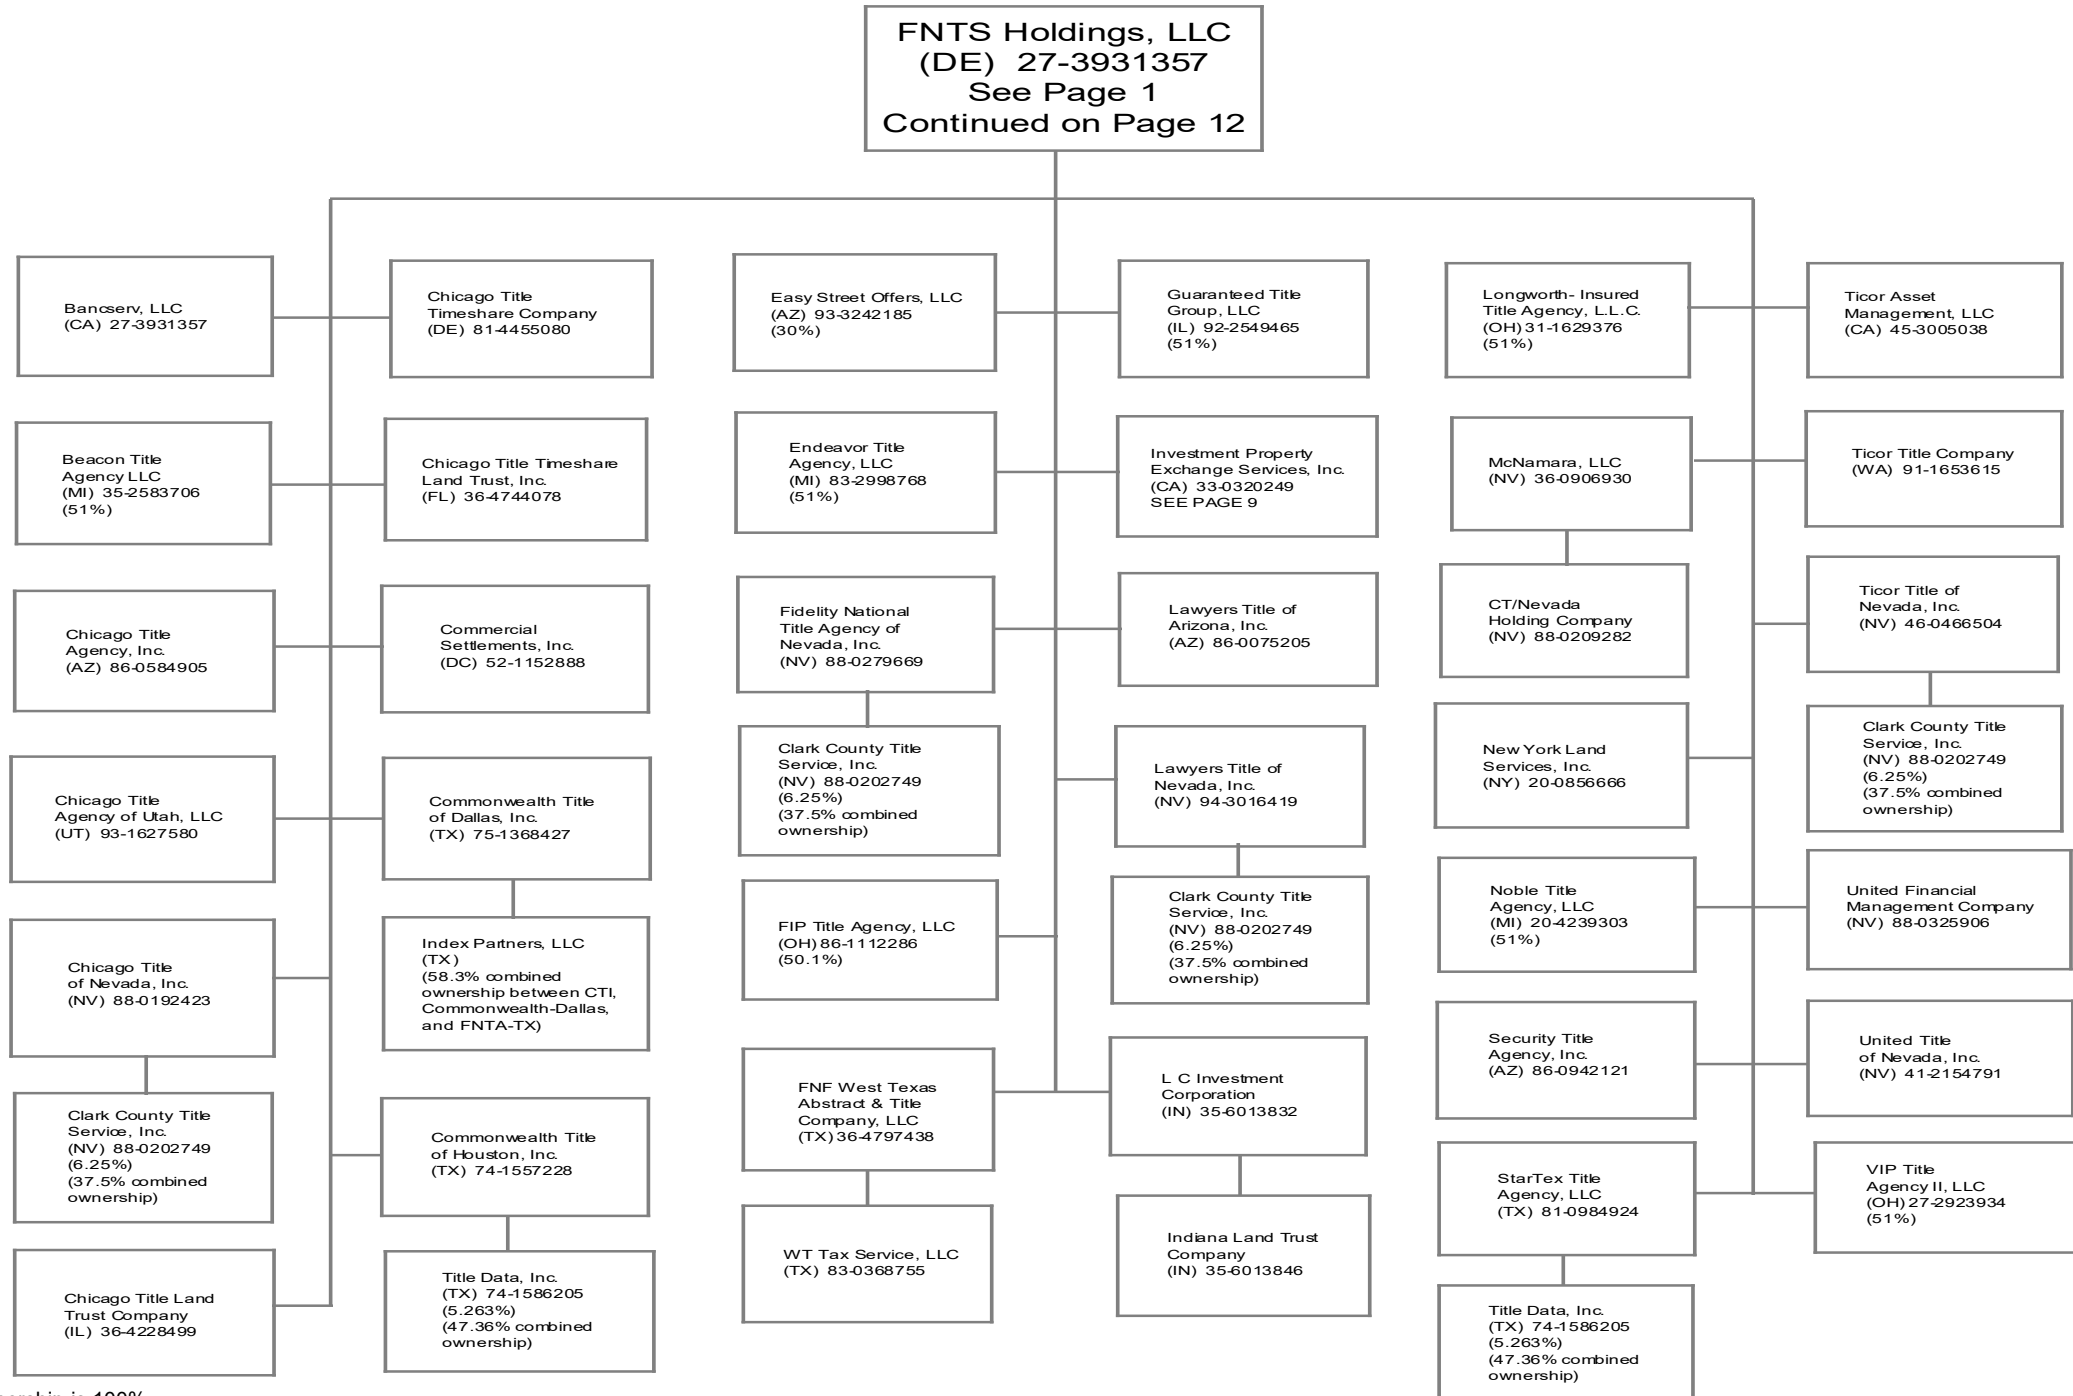 FNTS Holdings, LLC
(DE) 27-3931357
See Page 1
Continued on Page 12
Bancserv, LLC
(CA) 27-3931357
Chicago Title
Timeshare Company
(DE) 81-4455080
Beacon Title
Agency LLC
(MI) 35-2583706
(51%)
Chicago Title Timeshare
Land Trust, Inc.
(FL) 36-4744078
Chicago Title
Agency, Inc.
(AZ) 86-0584905
Commercial
Settlements, Inc.
(DC) 52-1152888
Chicago Title
Agency of Utah, LLC
(UT) 93-1627580
Commonwealth Title
of Dallas, Inc.
(TX) 75-1368427
Chicago Title
of Nevada, Inc.
(NV) 88-0192423
Index Partners, LLC
(TX)
(58.3% combined
ownership between CTI,
Commonwealth-Dallas,
and FNTA-TX)
Clark County Title
Service, Inc.
(NV) 88-0202749
(6.25%)
(37.5% combined
ownership)
Commonwealth Title
of Houston, Inc.
(TX) 74-1557228
Chicago Title Land
Trust Company
(IL) 36-4228499
Title Data, Inc.
(TX) 74-1586205
(5.263%)
(47.36% combined
ownership)
Easy Street Offers, LLC
(AZ) 93-3242185
(30%)
Guaranteed Title
Group, LLC
(IL) 92-2549465
(51%)
Endeavor Title
Agency, LLC
(MI) 83-2998768
(51%)
Investment Property
Exchange Services, Inc.
(CA) 33-0320249
SEE PAGE 9
Fidelity National
Title Agency of
Nevada, Inc.
(NV) 88-0279669
Lawyers Title of
Arizona, Inc.
(AZ) 86-0075205
Clark County Title
Service, Inc.
(NV) 88-0202749
(6.25%)
(37.5% combined
ownership)
Lawyers Title of
Nevada, Inc.
(NV) 94-3016419
FIP Title Agency, LLC
(OH) 86-1112286
(50.1%)
Clark County Title
Service, Inc.
(NV) 88-0202749
(6.25%)
(37.5% combined
ownership)
FNF West Texas
Abstract & Title
Company, LLC
(TX) 36-4797438
L C Investment
Corporation
(IN) 35-6013832
WT Tax Service, LLC
(TX) 83-0368755
Indiana Land Trust
Company
(IN) 35-6013846
Longworth- Insured
Title Agency, L.L.C.
(OH) 31-1629376
(51%)
Ticor Asset
Management, LLC
(CA) 45-3005038
McNamara, LLC
(NV) 36-0906930
Ticor Title Company
(WA) 91-1653615
CT/Nevada
Holding Company
(NV) 88-0209282
Ticor Title of
Nevada, Inc.
(NV) 46-0466504
New York Land
Services, Inc.
(NY) 20-0856666
Clark County Title
Service, Inc.
(NV) 88-0202749
(6.25%)
(37.5% combined
ownership)
Noble Title
Agency, LLC
(MI) 20-4239303
(51%)
United Financial
Management Company
(NV) 88-0325906
Security Title
Agency, Inc.
(AZ) 86-0942121
United Title
of Nevada, Inc.
(NV) 41-2154791
StarTex Title
Agency, LLC
(TX) 81-0984924
VIP Title
Agency II, LLC
(OH) 27-2923934
(51%)
Title Data, Inc.
(TX) 74-1586205
(5.263%)
(47.36% combined
ownership)